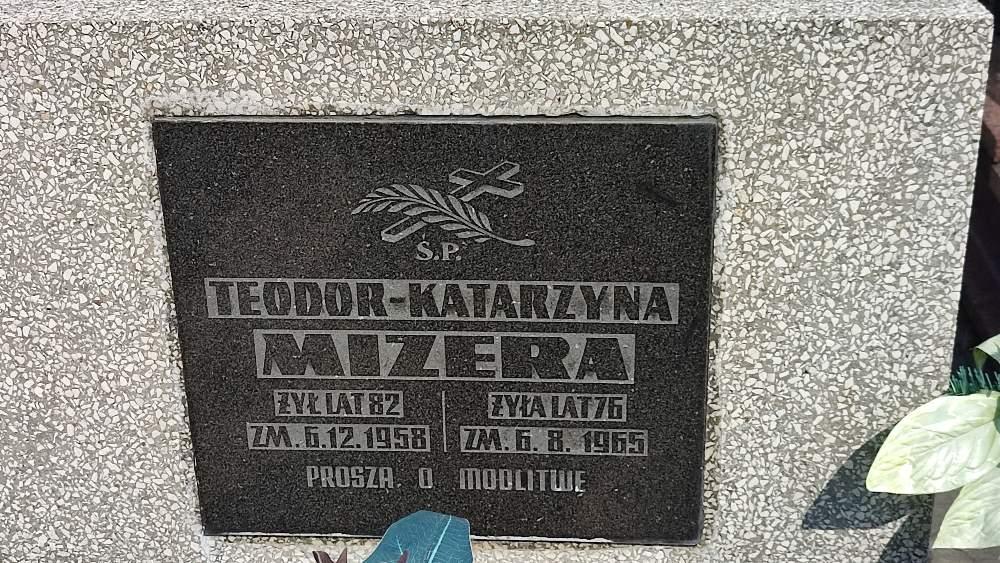 Ś.P.
TEODOR-KATARZYNA
MIZERA
ŻYŁ LAT 82 ŻYŁA LAT 76
ZM. 6.12.1958 ZM. 6.8.1965
PROSZĄ O MODLITWĘ